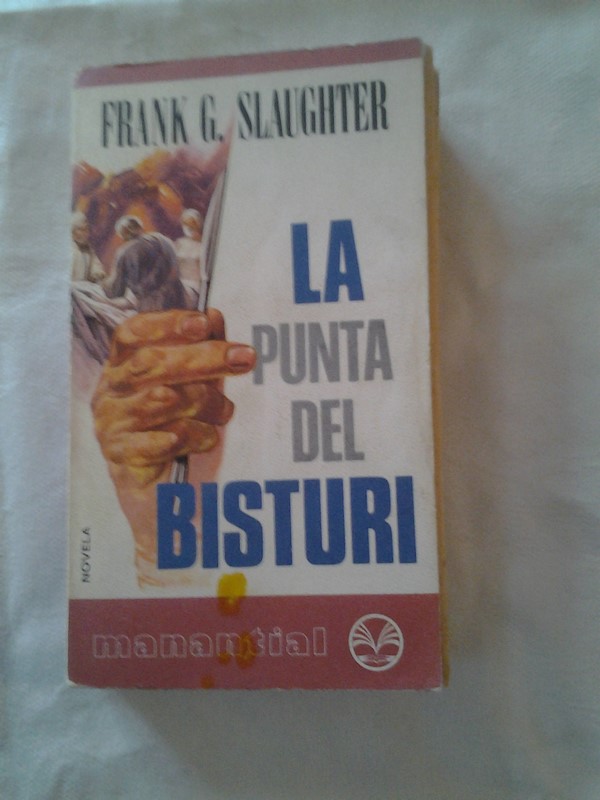 FRANK G. SLAUGHTER
LA
PUNTA
DEL
BISTURI
NOVELA
manantial